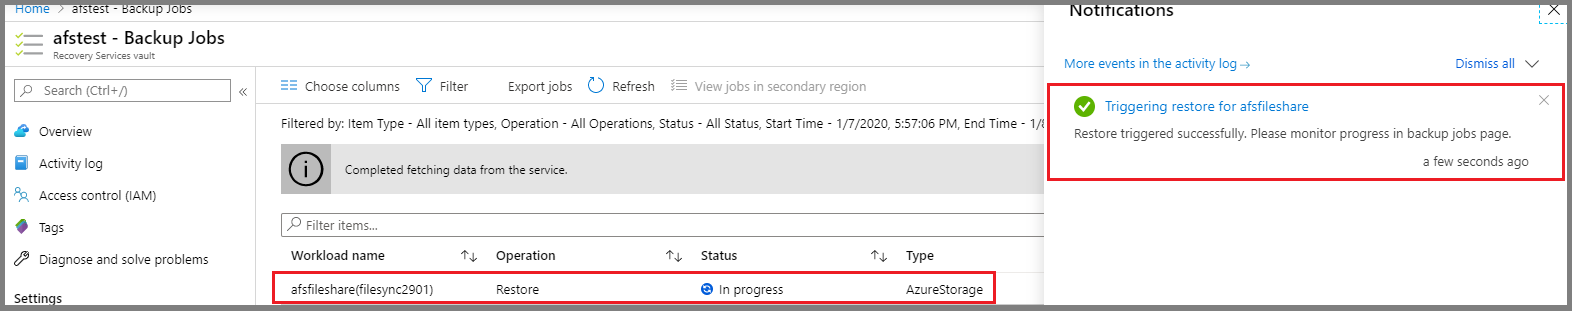 Home > afstest - Backup Jobs
afstest - Backup Jobs
Recovery Services vault
Search (Ctrl+/)
«
Overview
Activity log
Access control (IAM)
Tags
Diagnose and solve problems
Settings
Choose columns Filter Export jobs Refresh View jobs in secondary region
Filtered by: Item Type - All item types, Operation - All Operations, Status - All Status, Start Time - 1/7/2020, 5:57:06 PM, End Time - 1/8
Completed fetching data from the service.
Filter items...
Workload name Operation Status Type
afsfileshare(filesync2901) Restore In progress AzureStorage
Notifications
More events in the activity log → Dismiss all
Triggering restore for afsfileshare
Restore triggered successfully. Please monitor progress in backup jobs page.
a few seconds ago